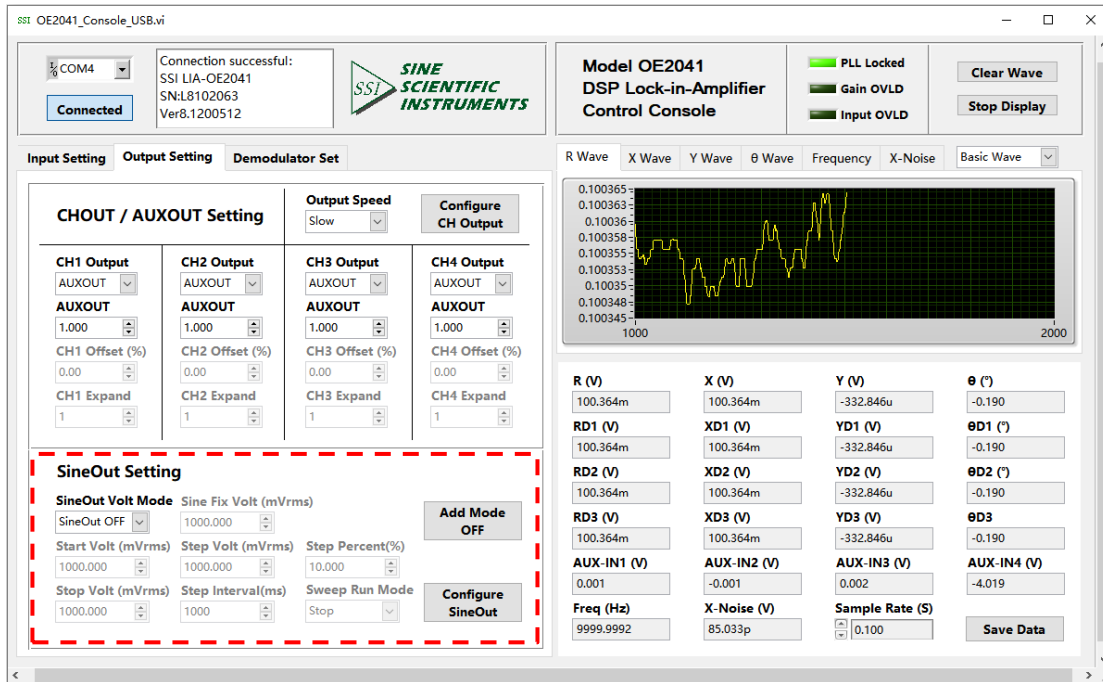 SSI OE2041_Console_USB.vi
I/O COM4
Connected
Connection successful:
SSI LIA-OE2041
SN:L8102063
Ver8.1200512
SSI
SINE
SCIENTIFIC
INSTRUMENTS
Model OE2041
DSP Lock-in-Amplifier
Control Console
PLL Locked
Gain OVLD
Input OVLD
Clear Wave
Stop Display
Input Setting Output Setting Demodulator Set
CHOUT / AUXOUT Setting
Output Speed
Slow
Configure
CH Output
CH1 Output CH2 Output CH3 Output CH4 Output
AUXOUT AUXOUT AUXOUT AUXOUT
AUXOUT AUXOUT AUXOUT AUXOUT
1.000 1.000 1.000 1.000
CH1 Offset (%) CH2 Offset (%) CH3 Offset (%) CH4 Offset (%)
0.00 0.00 0.00 0.00
CH1 Expand CH2 Expand CH3 Expand CH4 Expand
1 1 1 1
SineOut Setting
SineOut Volt Mode Sine Fix Volt (mVrms)
SineOut OFF 1000.000
Add Mode
OFF
Start Volt (mVrms) Step Volt (mVrms) Step Percent(%)
1000.000 1000.000 10.000
Stop Volt (mVrms) Step Interval(ms) Sweep Run Mode
1000.000 1000 Stop
Configure
SineOut
R Wave X Wave Y Wave θ Wave Frequency X-Noise Basic Wave
0.100365
0.100363
0.10036
0.100358
0.100355
0.100353
0.10035
0.100348
0.100345
1000 2000
R (V) X (V) Y (V) θ (°)
100.364m 100.364m -332.846u -0.190
RD1 (V) XD1 (V) YD1 (V) θD1 (°)
100.364m 100.364m -332.846u -0.190
RD2 (V) XD2 (V) YD2 (V) θD2 (°)
100.364m 100.364m -332.846u -0.190
RD3 (V) XD3 (V) YD3 (V) θD3
100.364m 100.364m -332.846u -0.190
AUX-IN1 (V) AUX-IN2 (V) AUX-IN3 (V) AUX-IN4 (V)
0.001 -0.001 0.002 -4.019
Freq (Hz) X-Noise (V) Sample Rate (S)
9999.9992 85.033p 0.100 Save Data